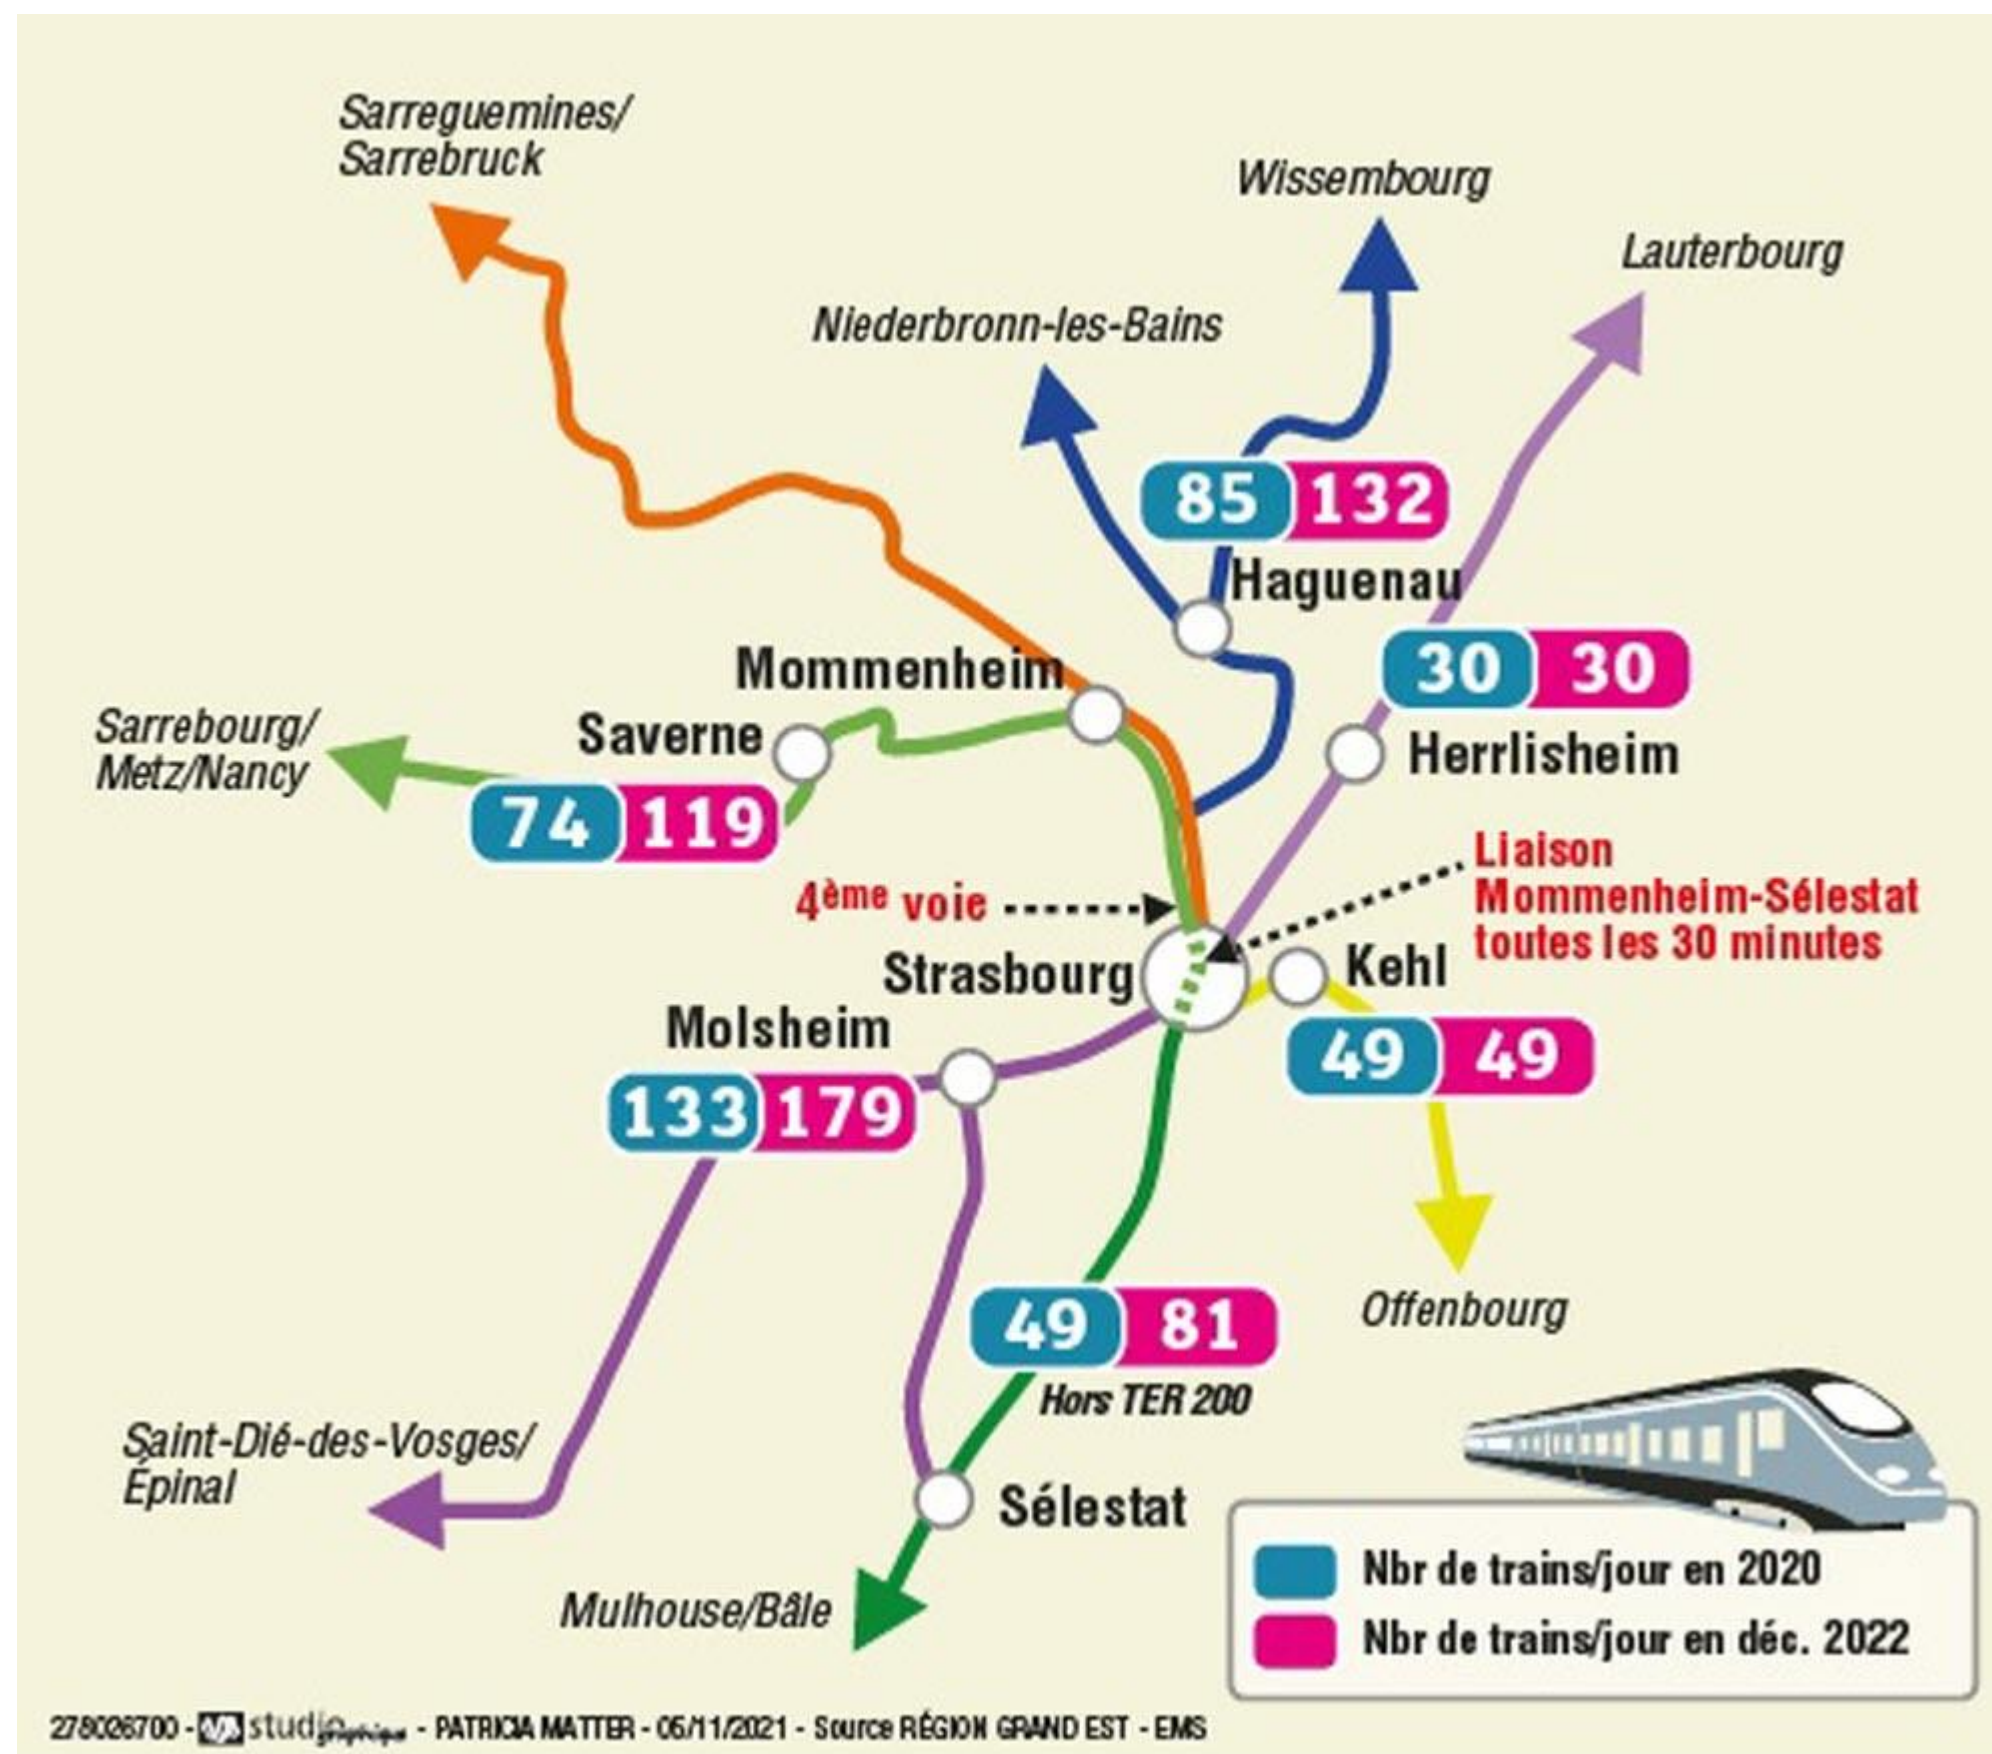 Sarreguemines/
Sarrebruck
Wissembourg
Lauterbourg
Niederbronn-les-Bains
85 132
Haguenau
Mommenheim
30 30
Sarrebourg/
Metz/Nancy
Saverne
Herrlisheim
74 119
Liaison
Mommenheim-Sélestat
toutes les 30 minutes
4ème voie
Strasbourg
Kehl
Molsheim
49 49
133 179
49 81
Hors TER 200
Offenbourg
Saint-Dié-des-Vosges/
Épinal
Sélestat
Mulhouse/Bâle
Nbr de trains/jour en 2020
Nbr de trains/jour en déc. 2022
278026700 - studio - PATRICIA MATTER - 05/11/2021 - Source RÉGION GRAND EST - EMS